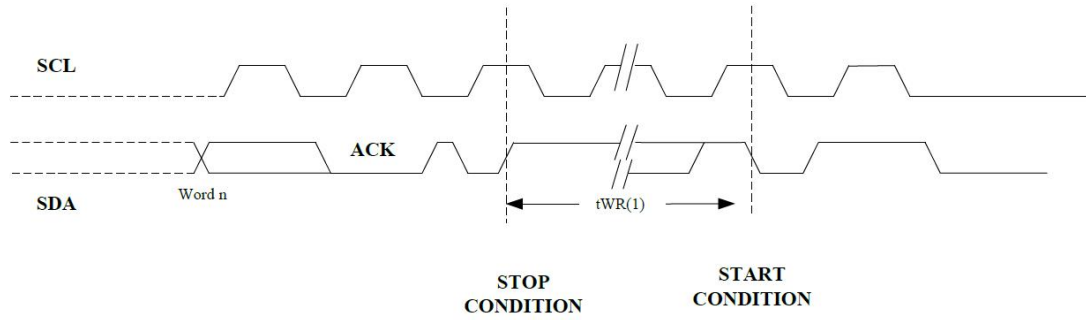 SCL
ACK
Word n
SDA
tWR(1)
STOP
CONDITION
START
CONDITION